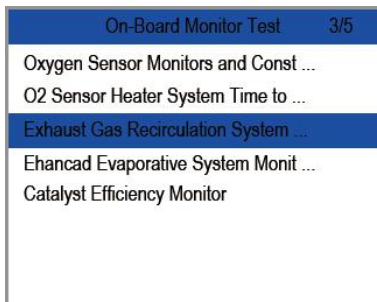 On-Board Monitor Test 3/5
Oxygen Sensor Monitors and Const ...
O2 Sensor Heater System Time to ...
Exhaust Gas Recirculation System ...
Ehancad Evaporative System Monit ...
Catalyst Efficiency Monitor